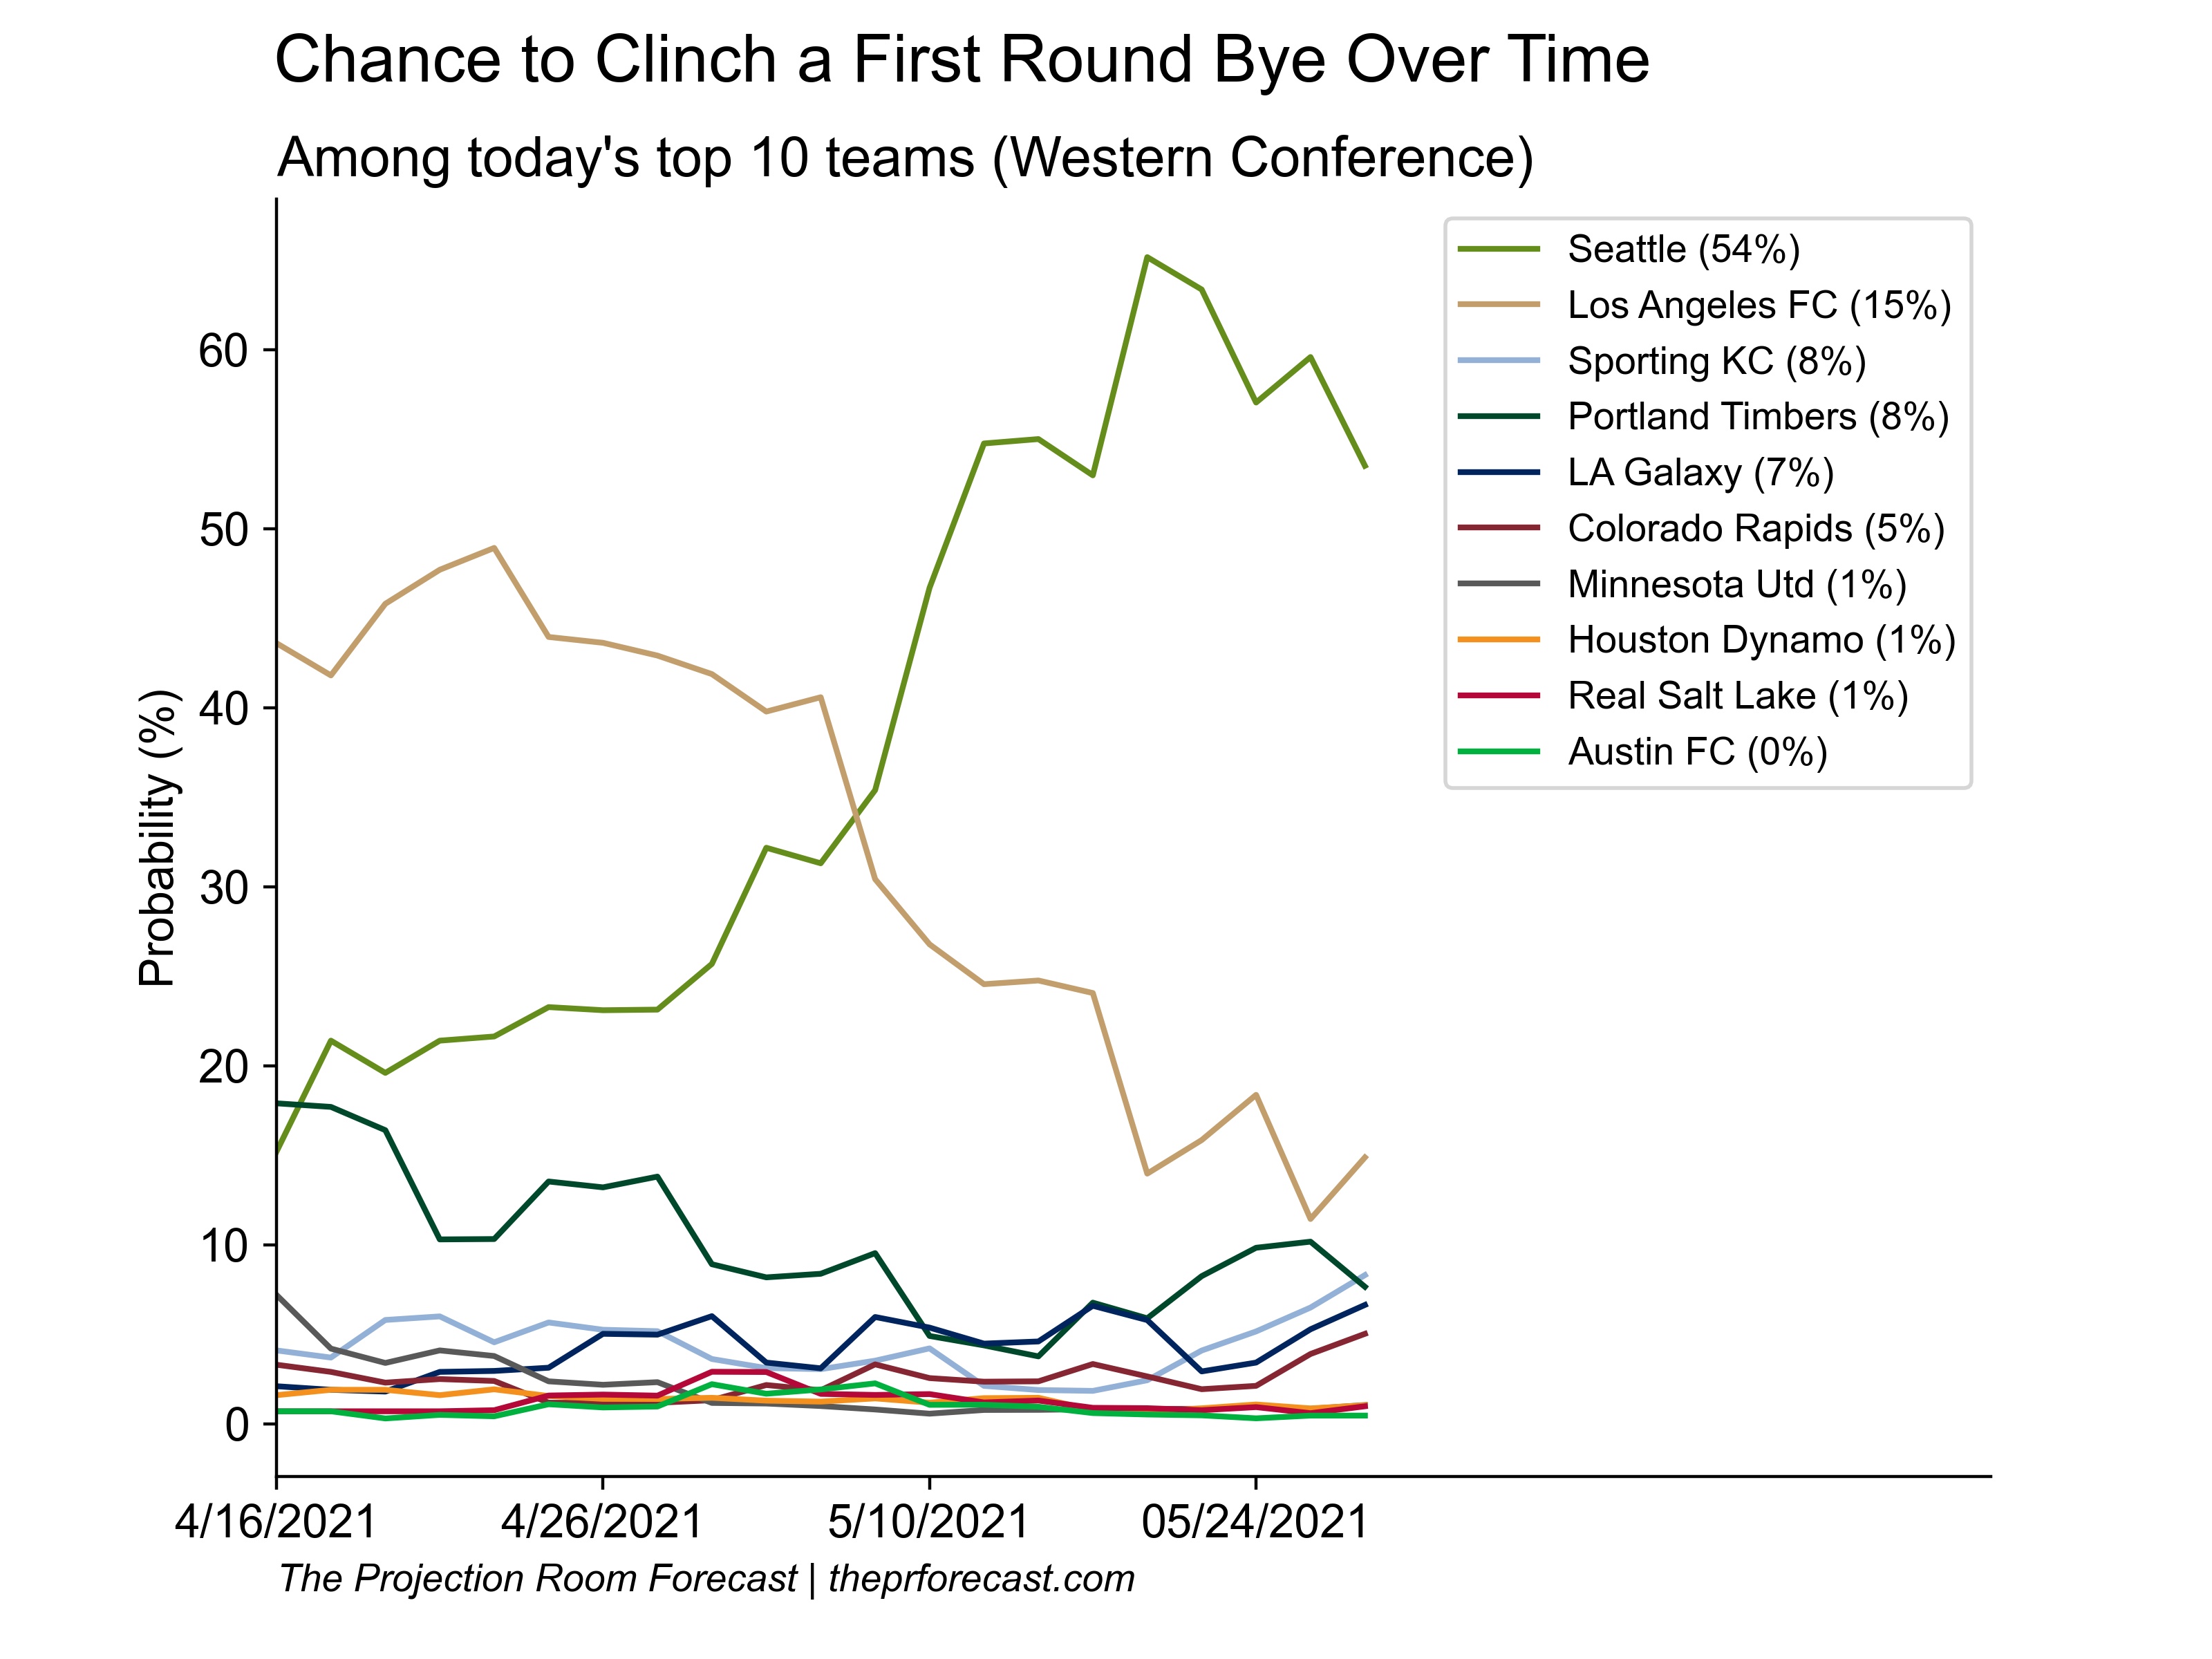 Chance to Clinch a First Round Bye Over Time
Among today's top 10 teams (Western Conference)
Seattle (54%)
Los Angeles FC (15%)
Sporting KC (8%)
Portland Timbers (8%)
LA Galaxy (7%)
Colorado Rapids (5%)
Minnesota Utd (1%)
Houston Dynamo (1%)
Real Salt Lake (1%)
Austin FC (0%)
Probability (%)
60
50
40
30
20
10
0
4/16/2021 4/26/2021 5/10/2021 05/24/2021
The Projection Room Forecast | theprforecast.com